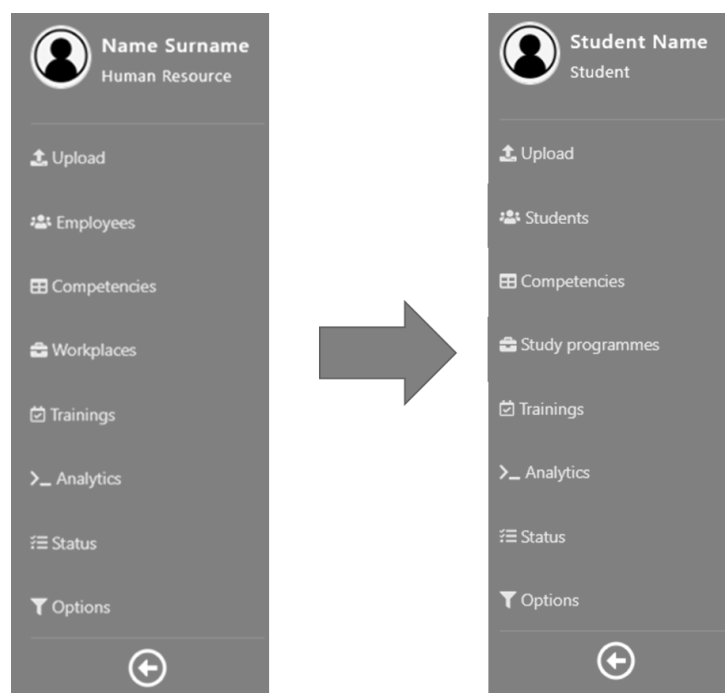 Name Surname
Human Resource
Upload
Employees
Competencies
Workplaces
Trainings
Analytics
Status
Options
Student Name
Student
Upload
Students
Competencies
Study programmes
Trainings
Analytics
Status
Options